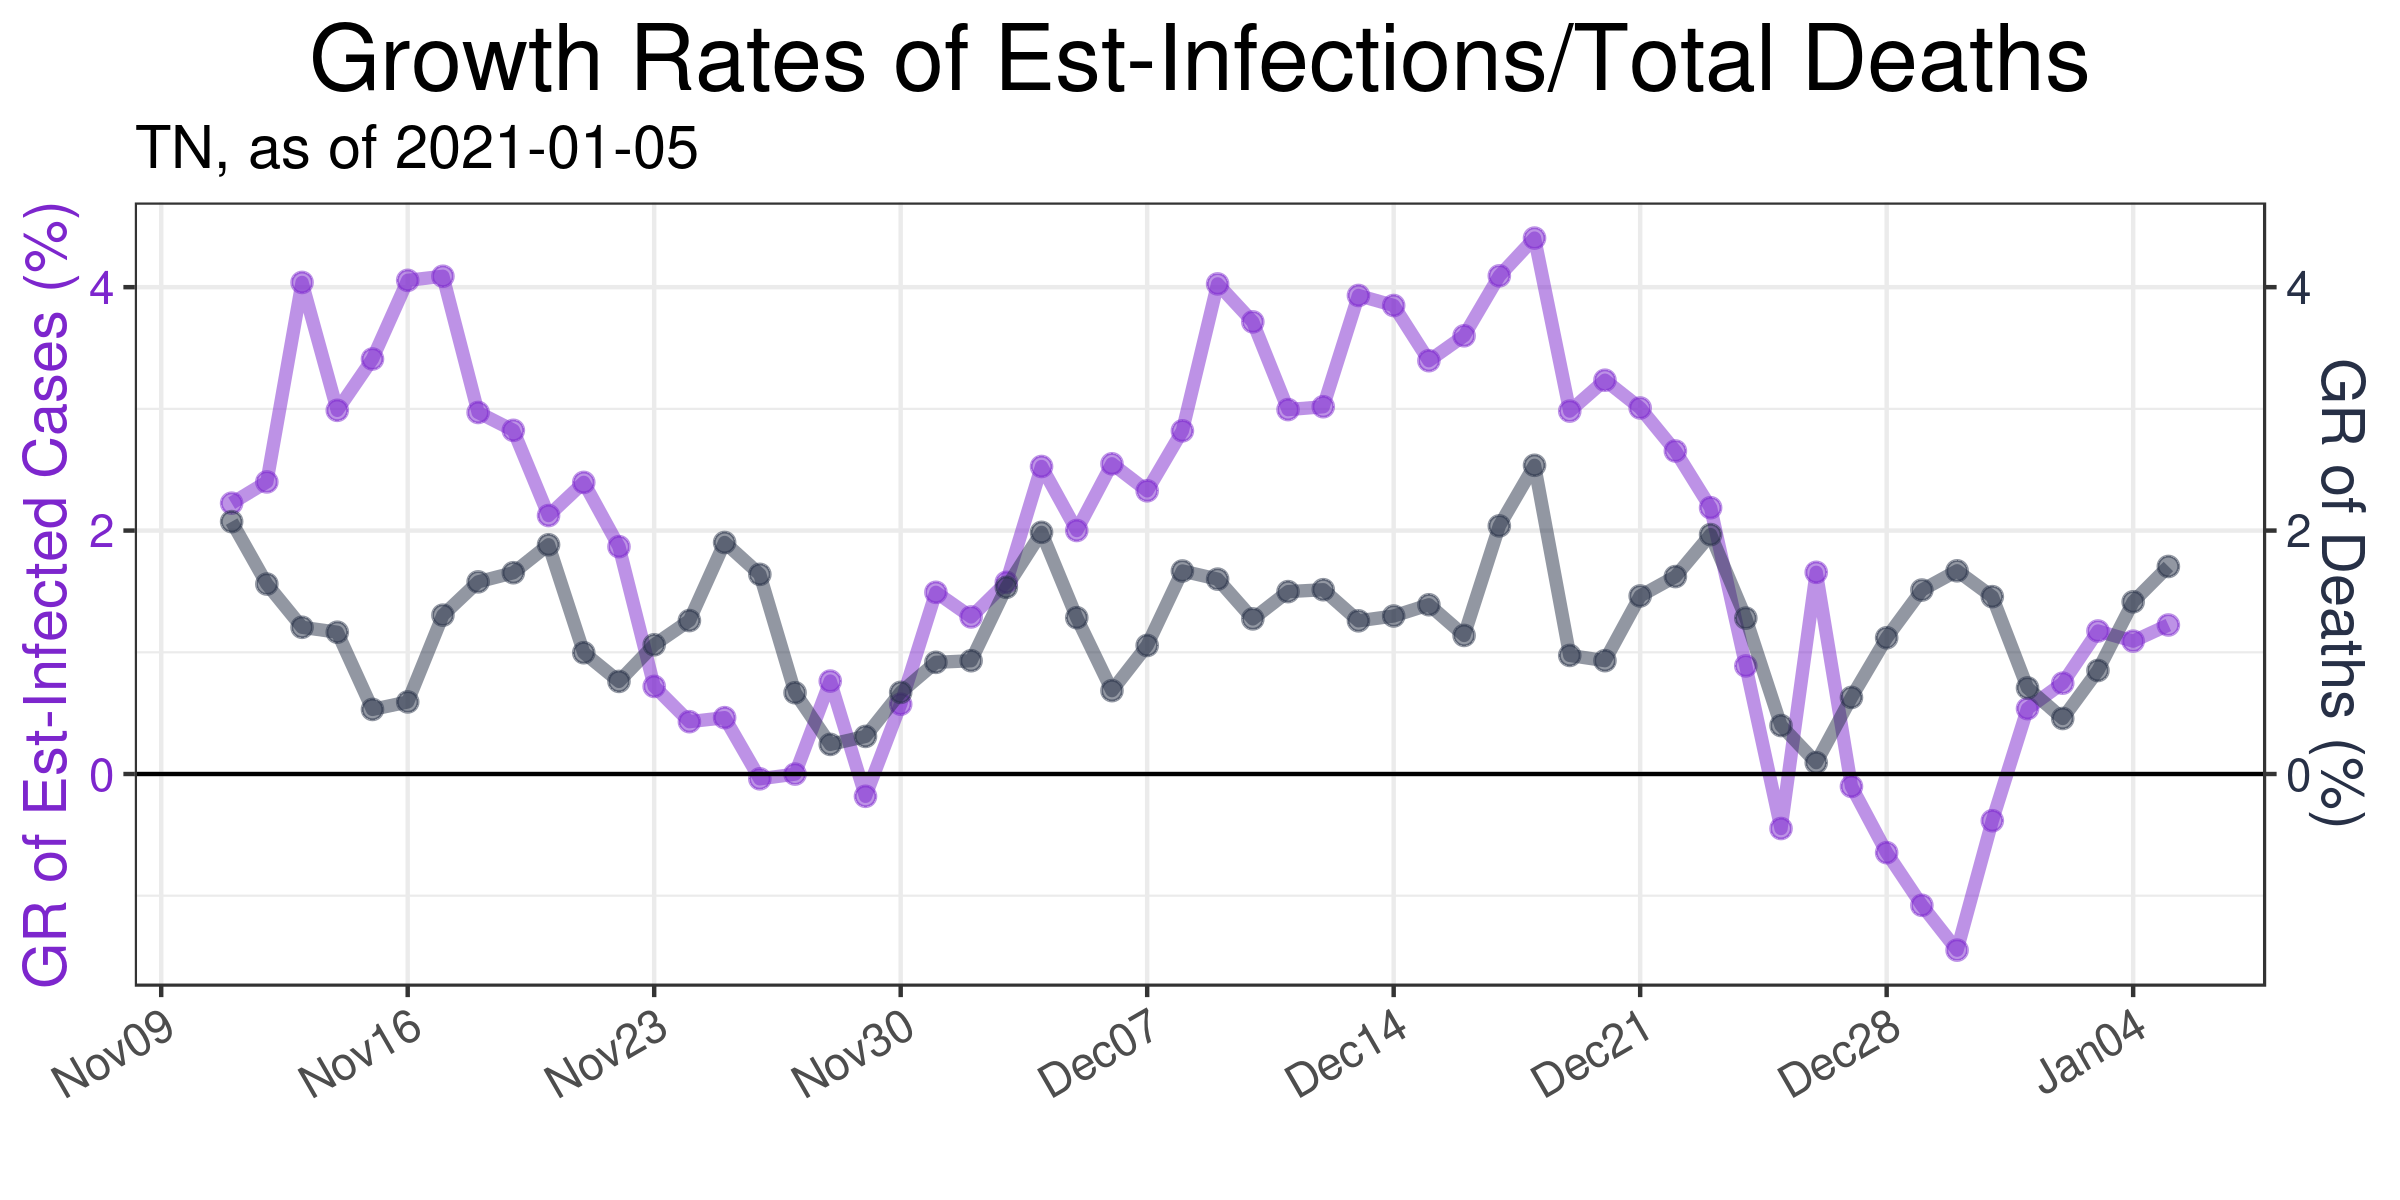 Growth Rates of Est-Infections/Total Deaths
TN, as of 2021-01-05
GR of Est-Infected Cases (%)
4
2
0
4
2
0
GR of Deaths (%)
Nov09
Nov16
Nov23
Nov30
Dec07
Dec14
Dec21
Dec28
Jan04